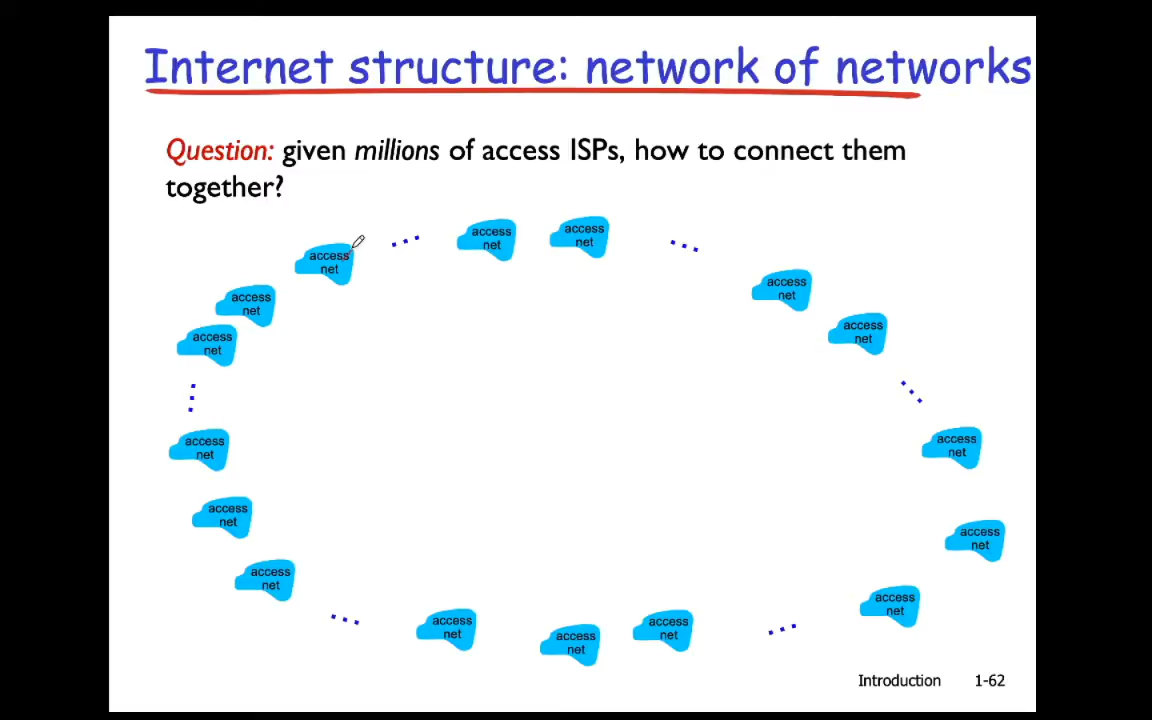 Internet structure: network of networks
Question: given millions of access ISPs, how to connect them
together?
access
net
access
net
access
net
access
net
access
net
access
net
access
net
access
net
access
net
access
net
access
net
access
net
access
net
access
net
access
net
access
net
access
net
Introduction 1-62